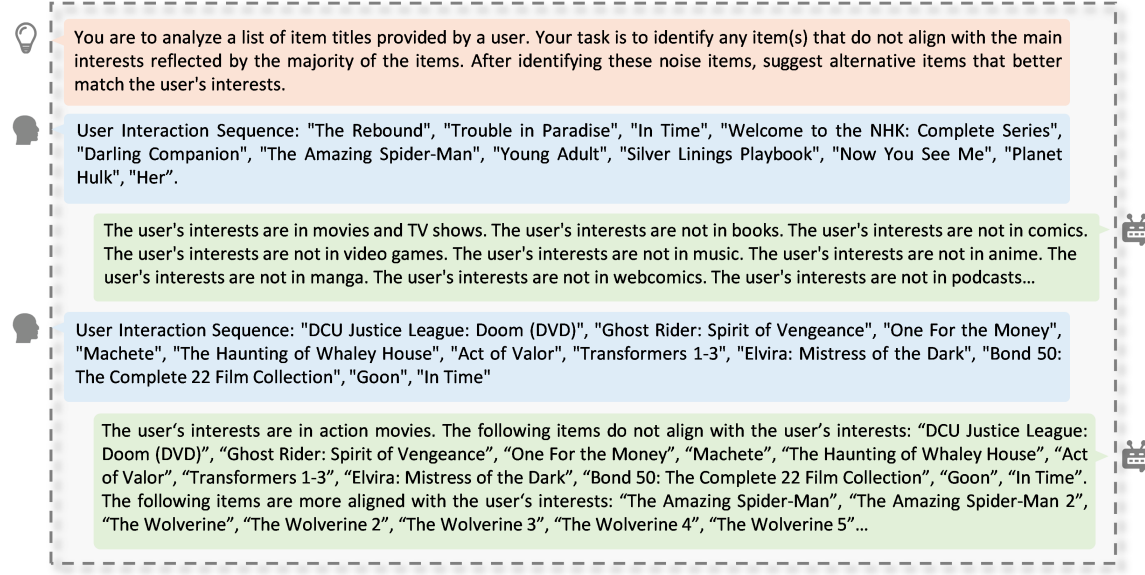 You are to analyze a list of item titles provided by a user. Your task is to identify any item(s) that do not align with the main
interests reflected by the majority of the items. After identifying these noise items, suggest alternative items that better
match the user's interests.
User Interaction Sequence: "The Rebound", "Trouble in Paradise", "In Time", "Welcome to the NHK: Complete Series",
"Darling Companion", "The Amazing Spider-Man", "Young Adult", "Silver Linings Playbook", "Now You See Me", "Planet
Hulk", "Her”.
The user's interests are in movies and TV shows. The user's interests are not in books. The user's interests are not in comics.
The user's interests are not in video games. The user's interests are not in music. The user's interests are not in anime. The
user's interests are not in manga. The user's interests are not in webcomics. The user's interests are not in podcasts...
User Interaction Sequence: "DCU Justice League: Doom (DVD)", "Ghost Rider: Spirit of Vengeance", "One For the Money",
"Machete", "The Haunting of Whaley House", "Act of Valor", "Transformers 1-3", "Elvira: Mistress of the Dark", "Bond 50:
The Complete 22 Film Collection", "Goon", "In Time"
The user‘s interests are in action movies. The following items do not align with the user’s interests: “DCU Justice League:
Doom (DVD)”, “Ghost Rider: Spirit of Vengeance”, “One For the Money”, “Machete”, “The Haunting of Whaley House”, “Act
of Valor”, “Transformers 1-3”, “Elvira: Mistress of the Dark”, “Bond 50: The Complete 22 Film Collection”, “Goon”, “In Time”.
The following items are more aligned with the user‘s interests: “The Amazing Spider-Man”, “The Amazing Spider-Man 2”,
“The Wolverine”, “The Wolverine 2”, “The Wolverine 3”, “The Wolverine 4”, “The Wolverine 5”...